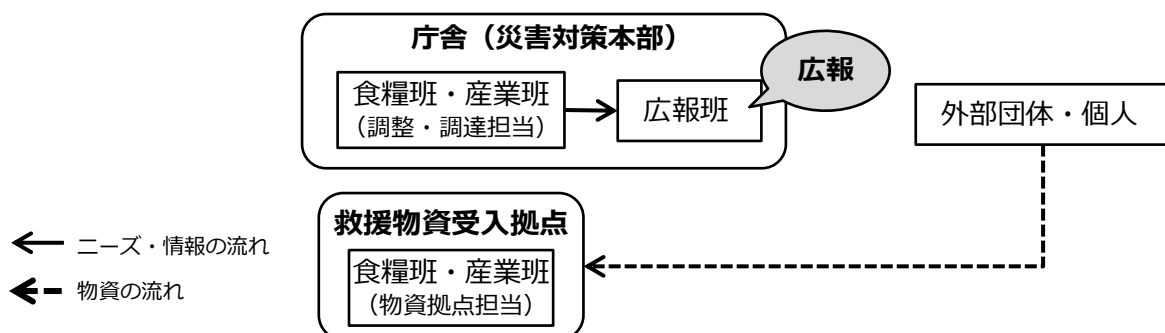 庁舎（災害対策本部）
食糧班・産業班
（調整・調達担当）
広報班
広報
外部団体・個人
救援物資受入拠点
食糧班・産業班
（物資拠点担当）
ニーズ・情報の流れ
物資の流れ